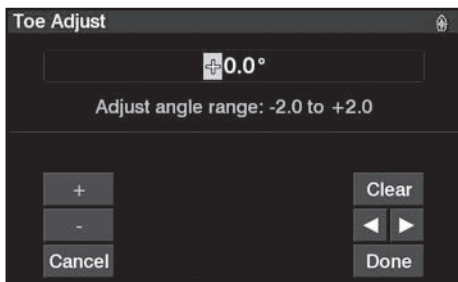 Toe Adjust
+0.0°
Adjust angle range: -2.0 to +2.0
+
Clear
-
◀ ▶
Cancel
Done